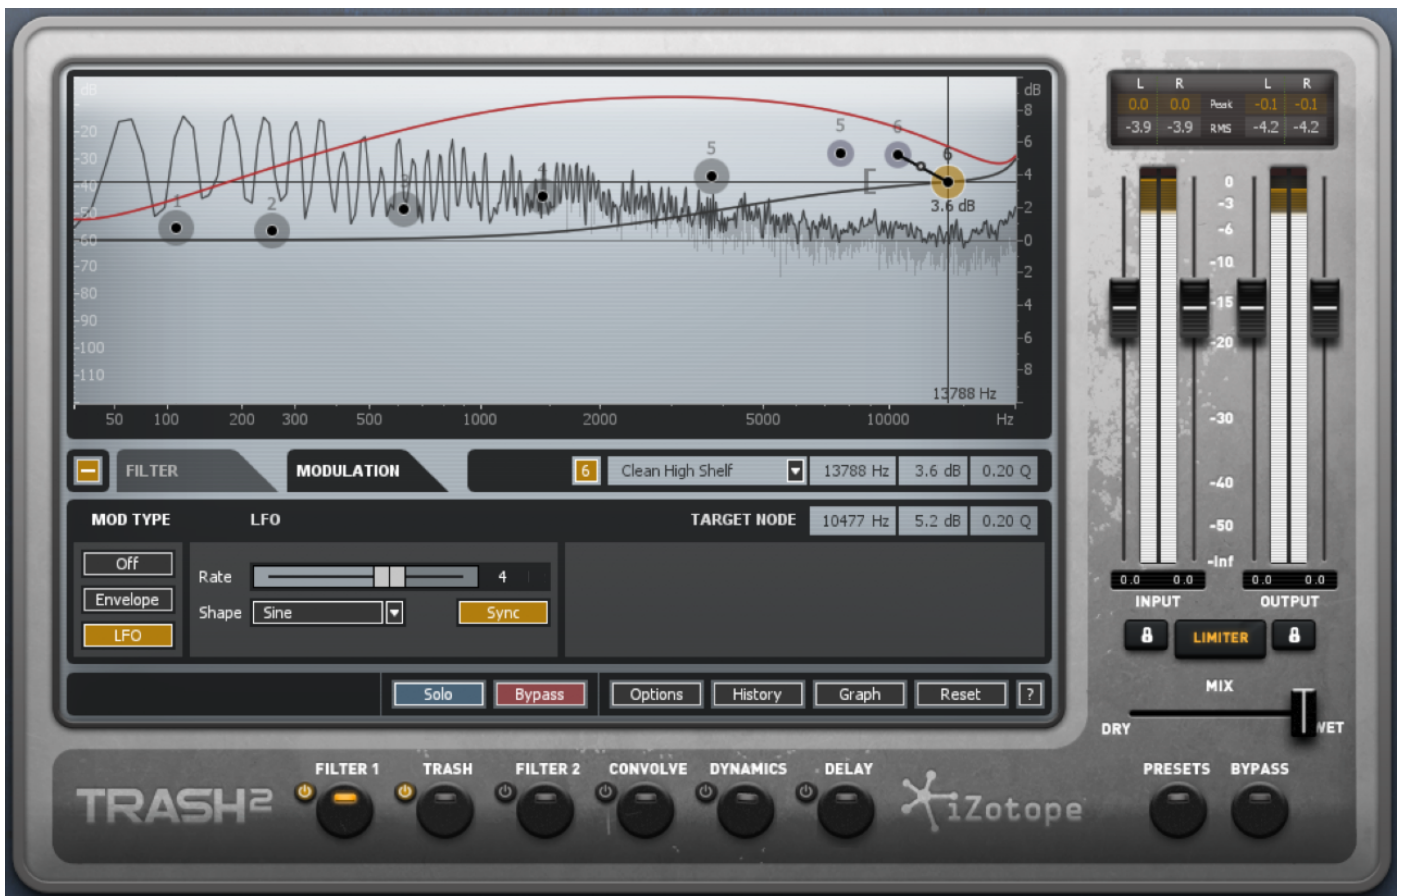 L R L R
dB dB
0.0 0.0 Peak -0.1 -0.1
-3.9 -3.9 RMS -4.2 -4.2
-20 -30 -40 -50 -60 -70 -80 -90 -100 -110
1 2 3 4 5 5 6 6
3.6 dB
-8 -6 -4 -2 -0 -2 -4 -6 -8
13788 Hz
50 100 200 300 500 1000 2000 5000 10000 Hz
0
-3
-6
-10
-15
-20
-30
-40
-50
-Inf
0.0 0.0 0.0 0.0
INPUT OUTPUT
FILTER MODULATION 6 Clean High Shelf 13788 Hz 3.6 dB 0.20 Q
MOD TYPE LFO TARGET NODE 10477 Hz 5.2 dB 0.20 Q
Off
Rate 4
Envelope
Shape Sine Sync
LFO
LIMITER
Solo Bypass Options History Graph Reset ?
MIX
DRY WET
FILTER 1 TRASH FILTER 2 CONVOLVE DYNAMICS DELAY PRESETS BYPASS
TRASH2 iZotope